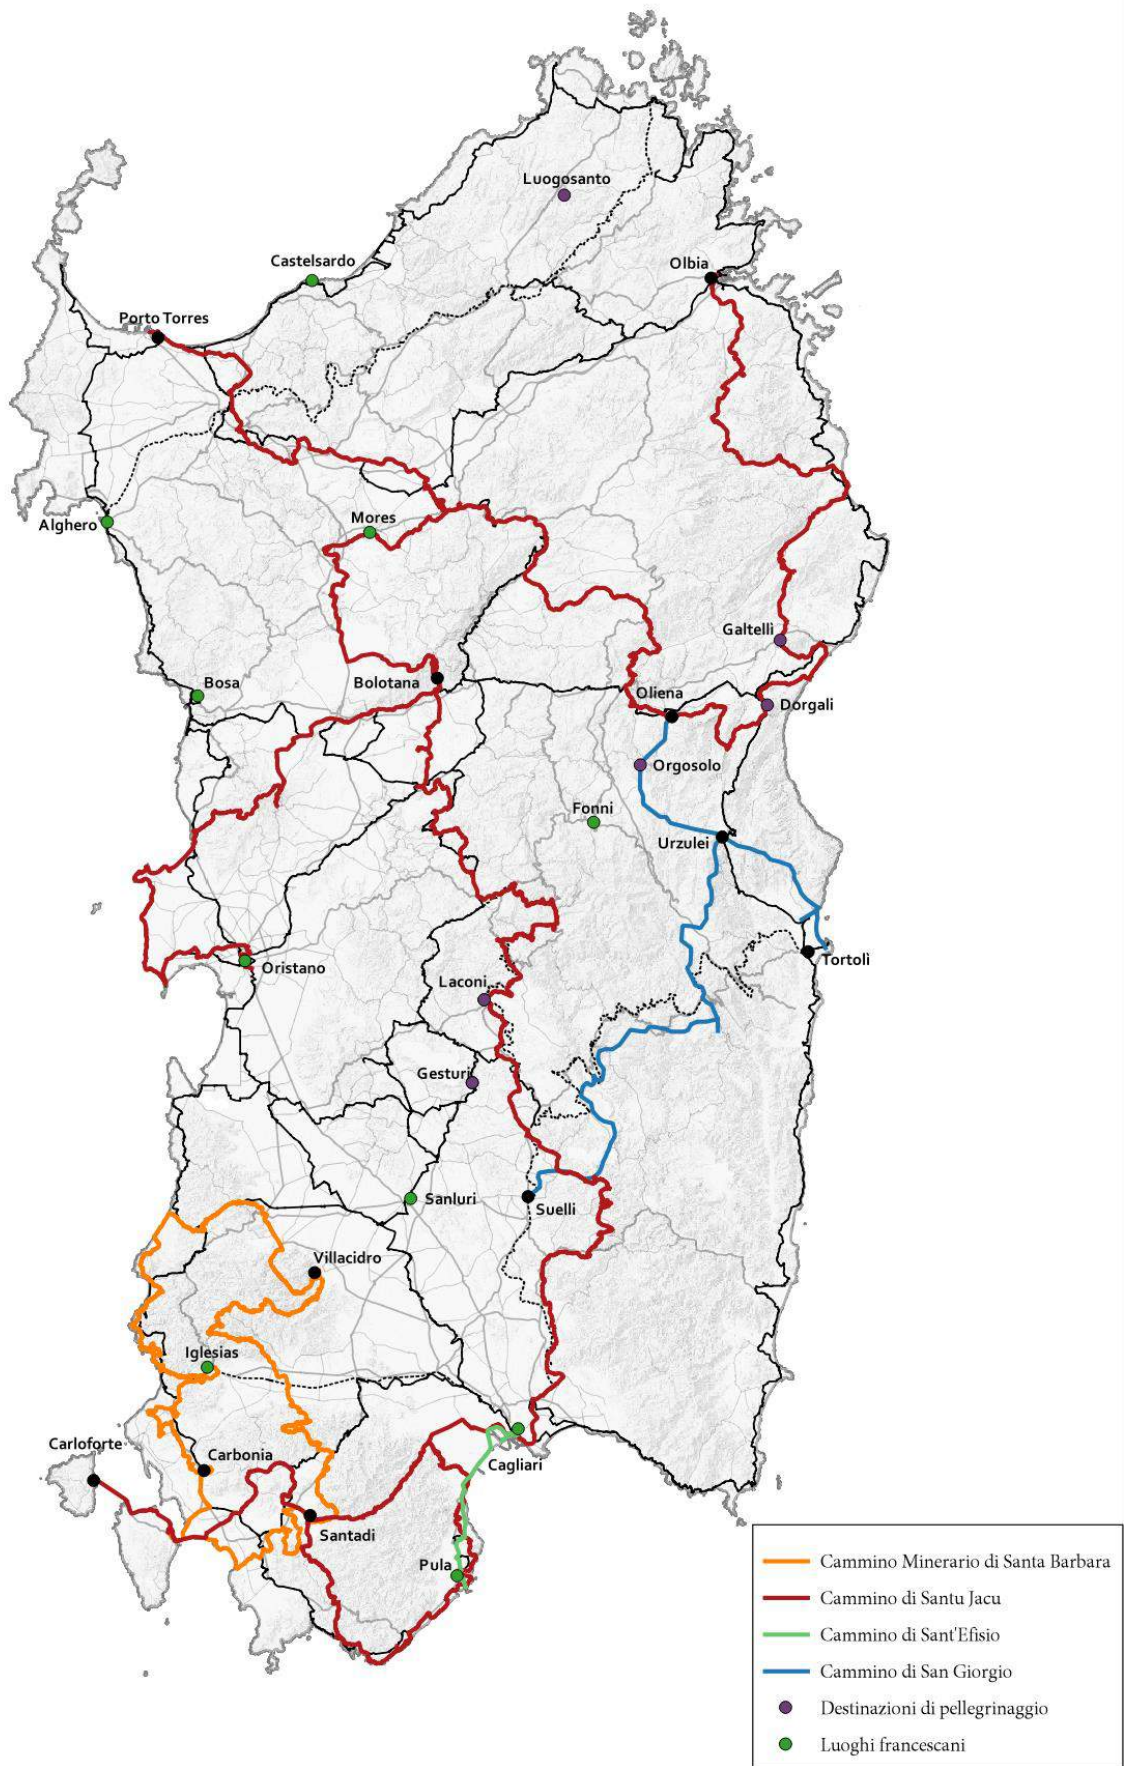 Luogosanto
Castelsardo
Olbia
Porto Torres
Alghero
Mores
Galtellì
Bosa
Bolotana
Oliena
Dorgali
Orgosolo
Fonni
Urzulei
Oristano
Tortolì
Laconi
Gesturi
Sanluri
Suelli
Villacidro
Iglesias
Carloforte
Carbonia
Cagliari
Santadi
Pula
Cammino Minerario di Santa Barbara
Cammino di Santu Jacu
Cammino di Sant'Efisio
Cammino di San Giorgio
Destinazioni di pellegrinaggio
Luoghi francescani